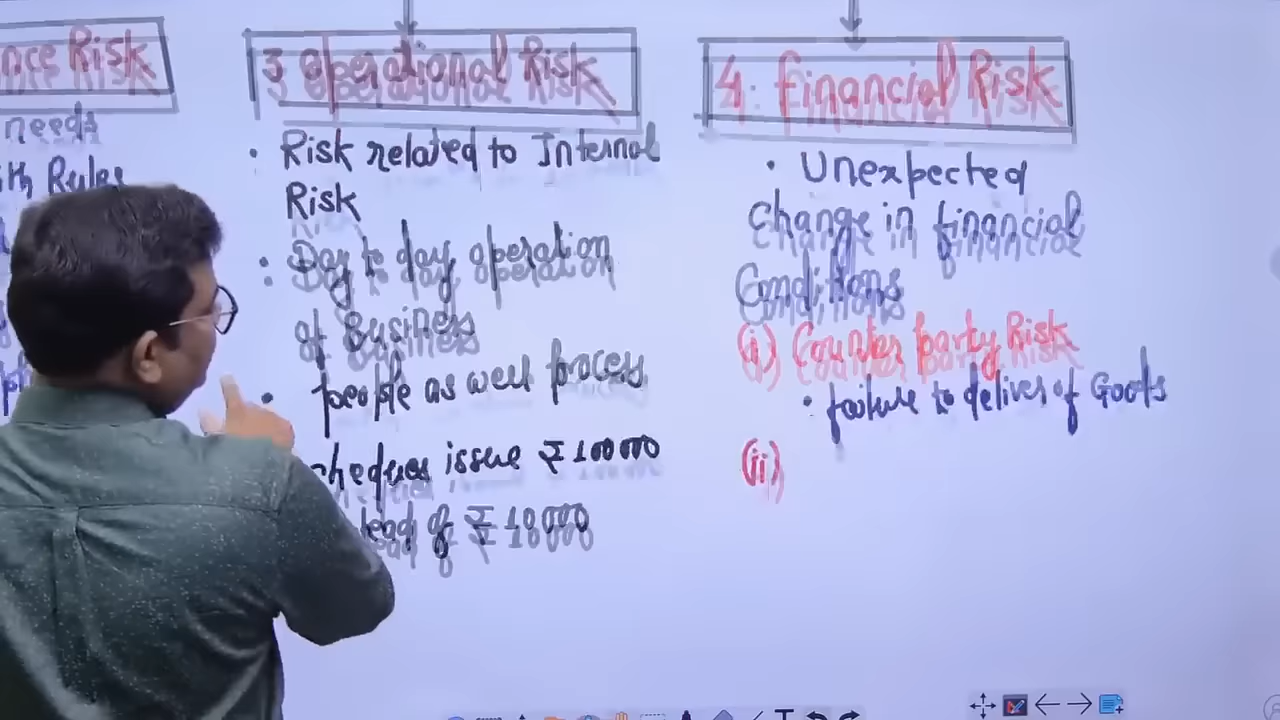 nce Risk
needs
ith Rules
3 Operational Risk
• Risk related to Internal
Risk
• Day to day operation
of Business
• people as well process
cheques issue ₹ 100000
tead of ₹ 10000
4. Financial Risk
• Unexpected
Change in financial
Conditions
(i) Counter party Risk
• failure to deliver of Goods
(ii)